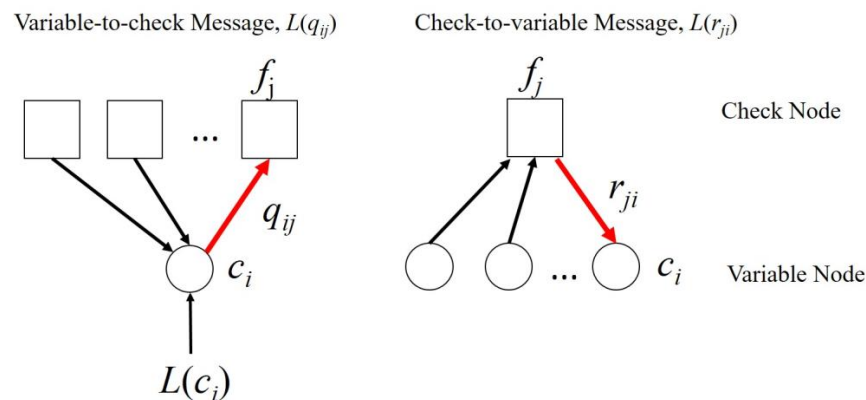 Variable-to-check Message, L(q_ij)
Check-to-variable Message, L(r_ji)
f_j
f_j
Check Node
...
q_ij
r_ji
c_i
...
c_i
Variable Node
L(c_i)